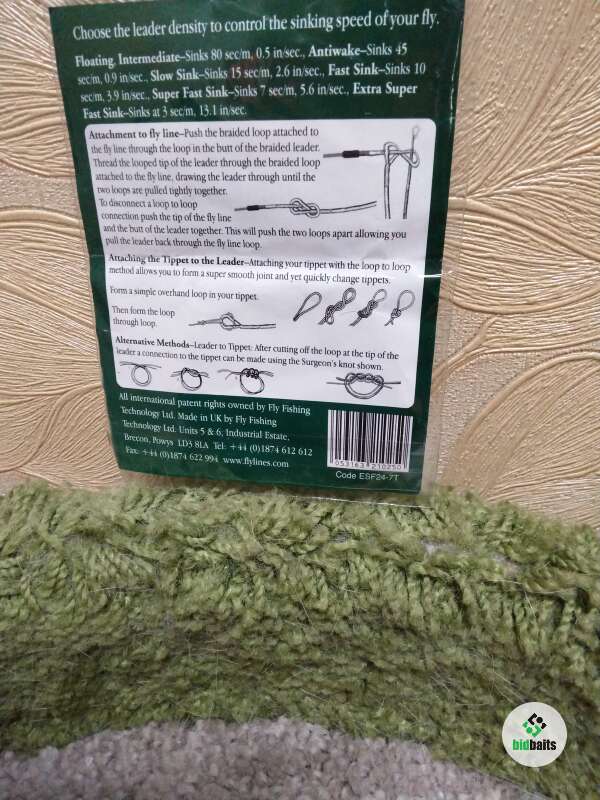 Choose the leader density to control the sinking speed of your fly.
Floating, Intermediate–Sinks 80 sec/m, 0.5 in/sec., Antiwake–Sinks 45
sec/m, 0.9 in/sec., Slow Sink–Sinks 15 sec/m, 2.6 in/sec., Fast Sink–Sinks 10
sec/m, 3.9 in/sec., Super Fast Sink–Sinks 7 sec/m, 5.6 in/sec., Extra Super
Fast Sink–Sinks at 3 sec/m, 13.1 in/sec.
Attachment to fly line–Push the braided loop attached to
the fly line through the loop in the butt of the braided leader.
Thread the looped tip of the leader through the braided loop
attached to the fly line, drawing the leader through until the
two loops are pulled tightly together.
To disconnect a loop to loop
connection push the tip of the fly line
and the butt of the leader together. This will push the two loops apart allowing you
pull the leader back through the fly line loop.
Attaching the Tippet to the Leader–Attaching your tippet with the loop to loop
method allows you to form a super smooth joint and yet quickly change tippets.
Form a simple overhand loop in your tippet.
Then form the loop
through loop.
Alternative Methods–Leader to Tippet: After cutting off the loop at the tip of the
leader a connection to the tippet can be made using the Surgeon's knot shown.
All international patent rights owned by Fly Fishing
Technology Ltd. Made in UK by Fly Fishing
Technology Ltd. Units 5 & 6, Industrial Estate,
Brecon, Powys LD3 8LA Tel: +44 (0)1874 612 612
Fax: +44 (0)1874 622 994 www.flylines.com
053163 210250
Code ESF24-7T
bidbaits